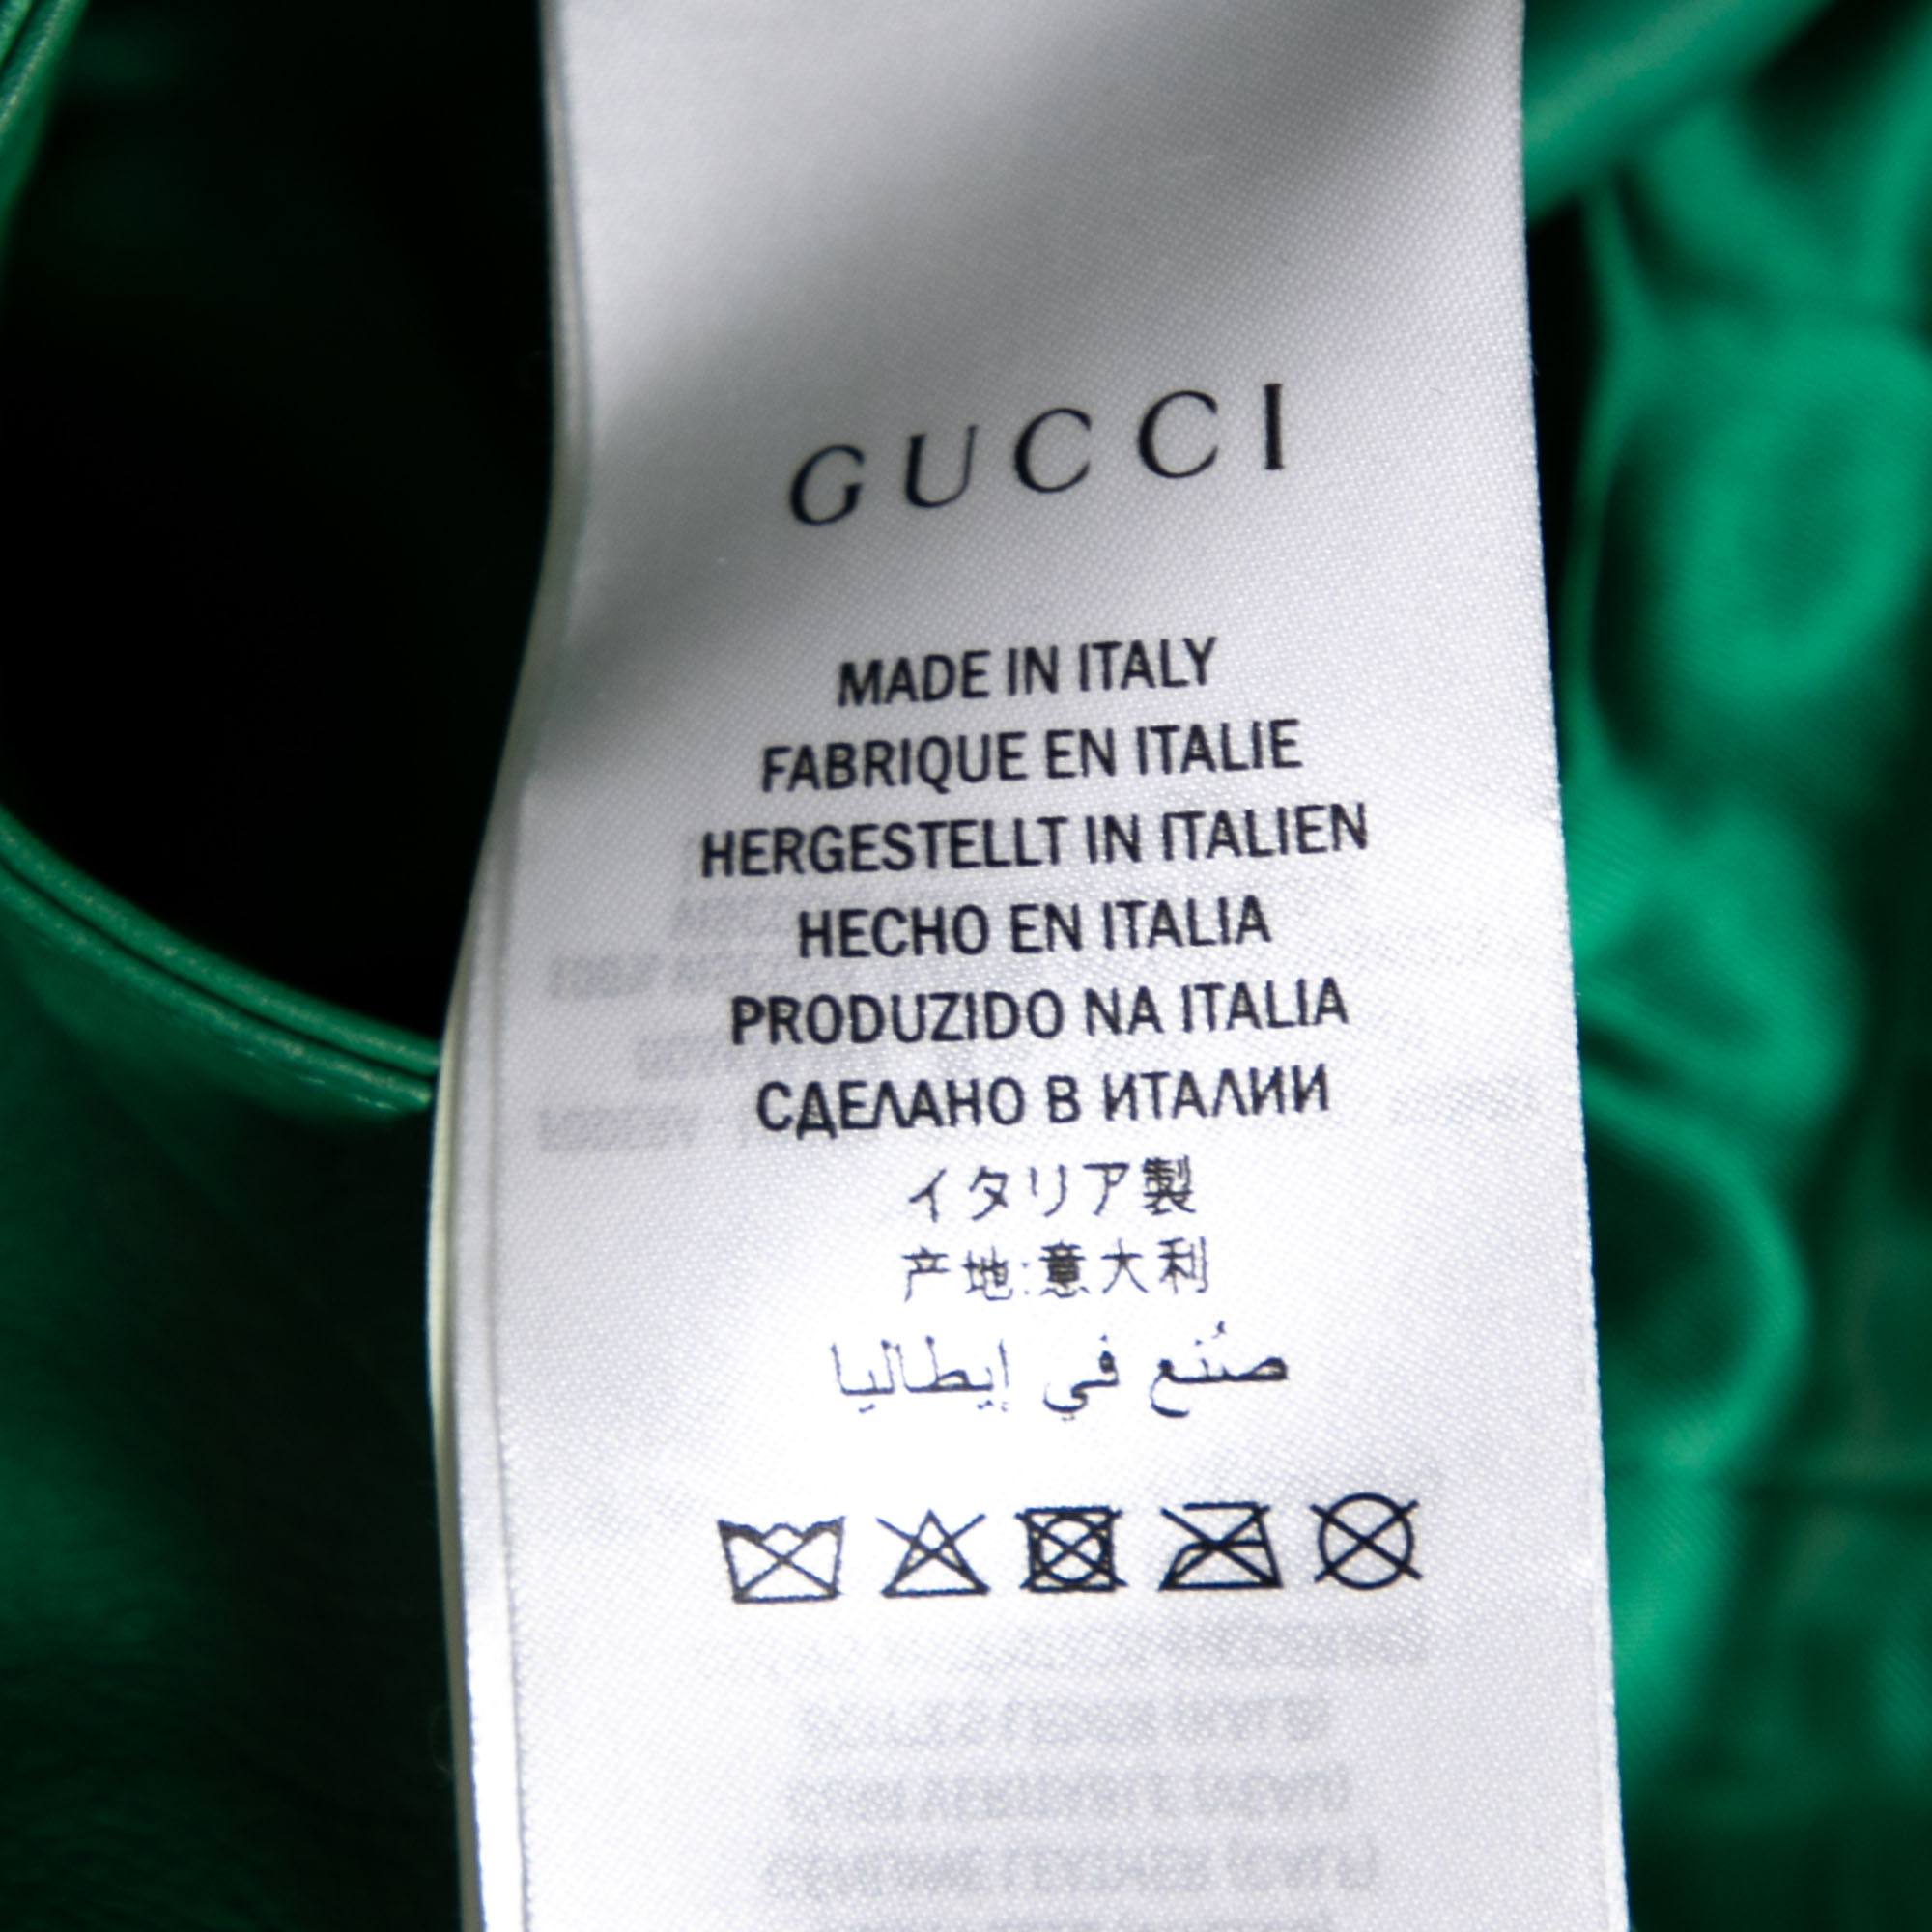 GUCCI
MADE IN ITALY
FABRIQUE EN ITALIE
HERGESTELLT IN ITALIEN
HECHO EN ITALIA
PRODUZIDO NA ITALIA
СДЕЛАНО В ИТАЛИИ
イタリア製
产地:意大利
صُنع في إيطاليا